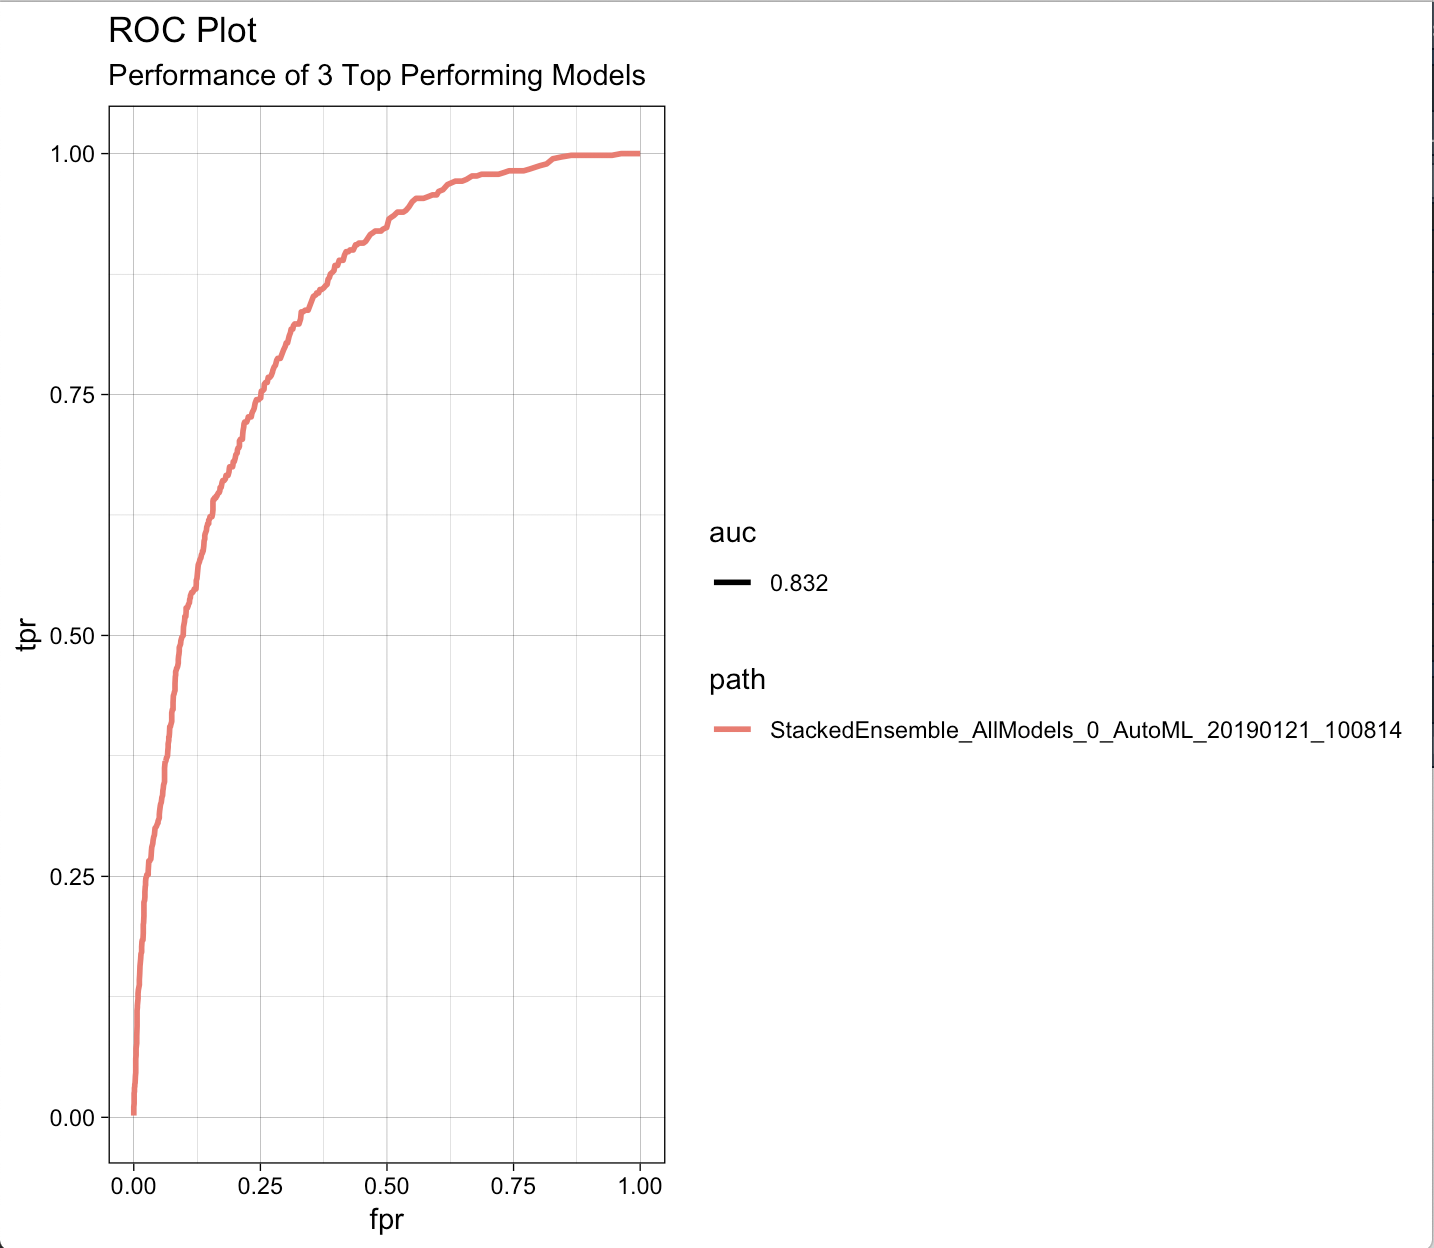 ROC Plot
Performance of 3 Top Performing Models
1.00
0.75
0.50
0.25
0.00
tpr
0.00 0.25 0.50 0.75 1.00
fpr
auc
0.832
path
StackedEnsemble_AllModels_0_AutoML_20190121_100814